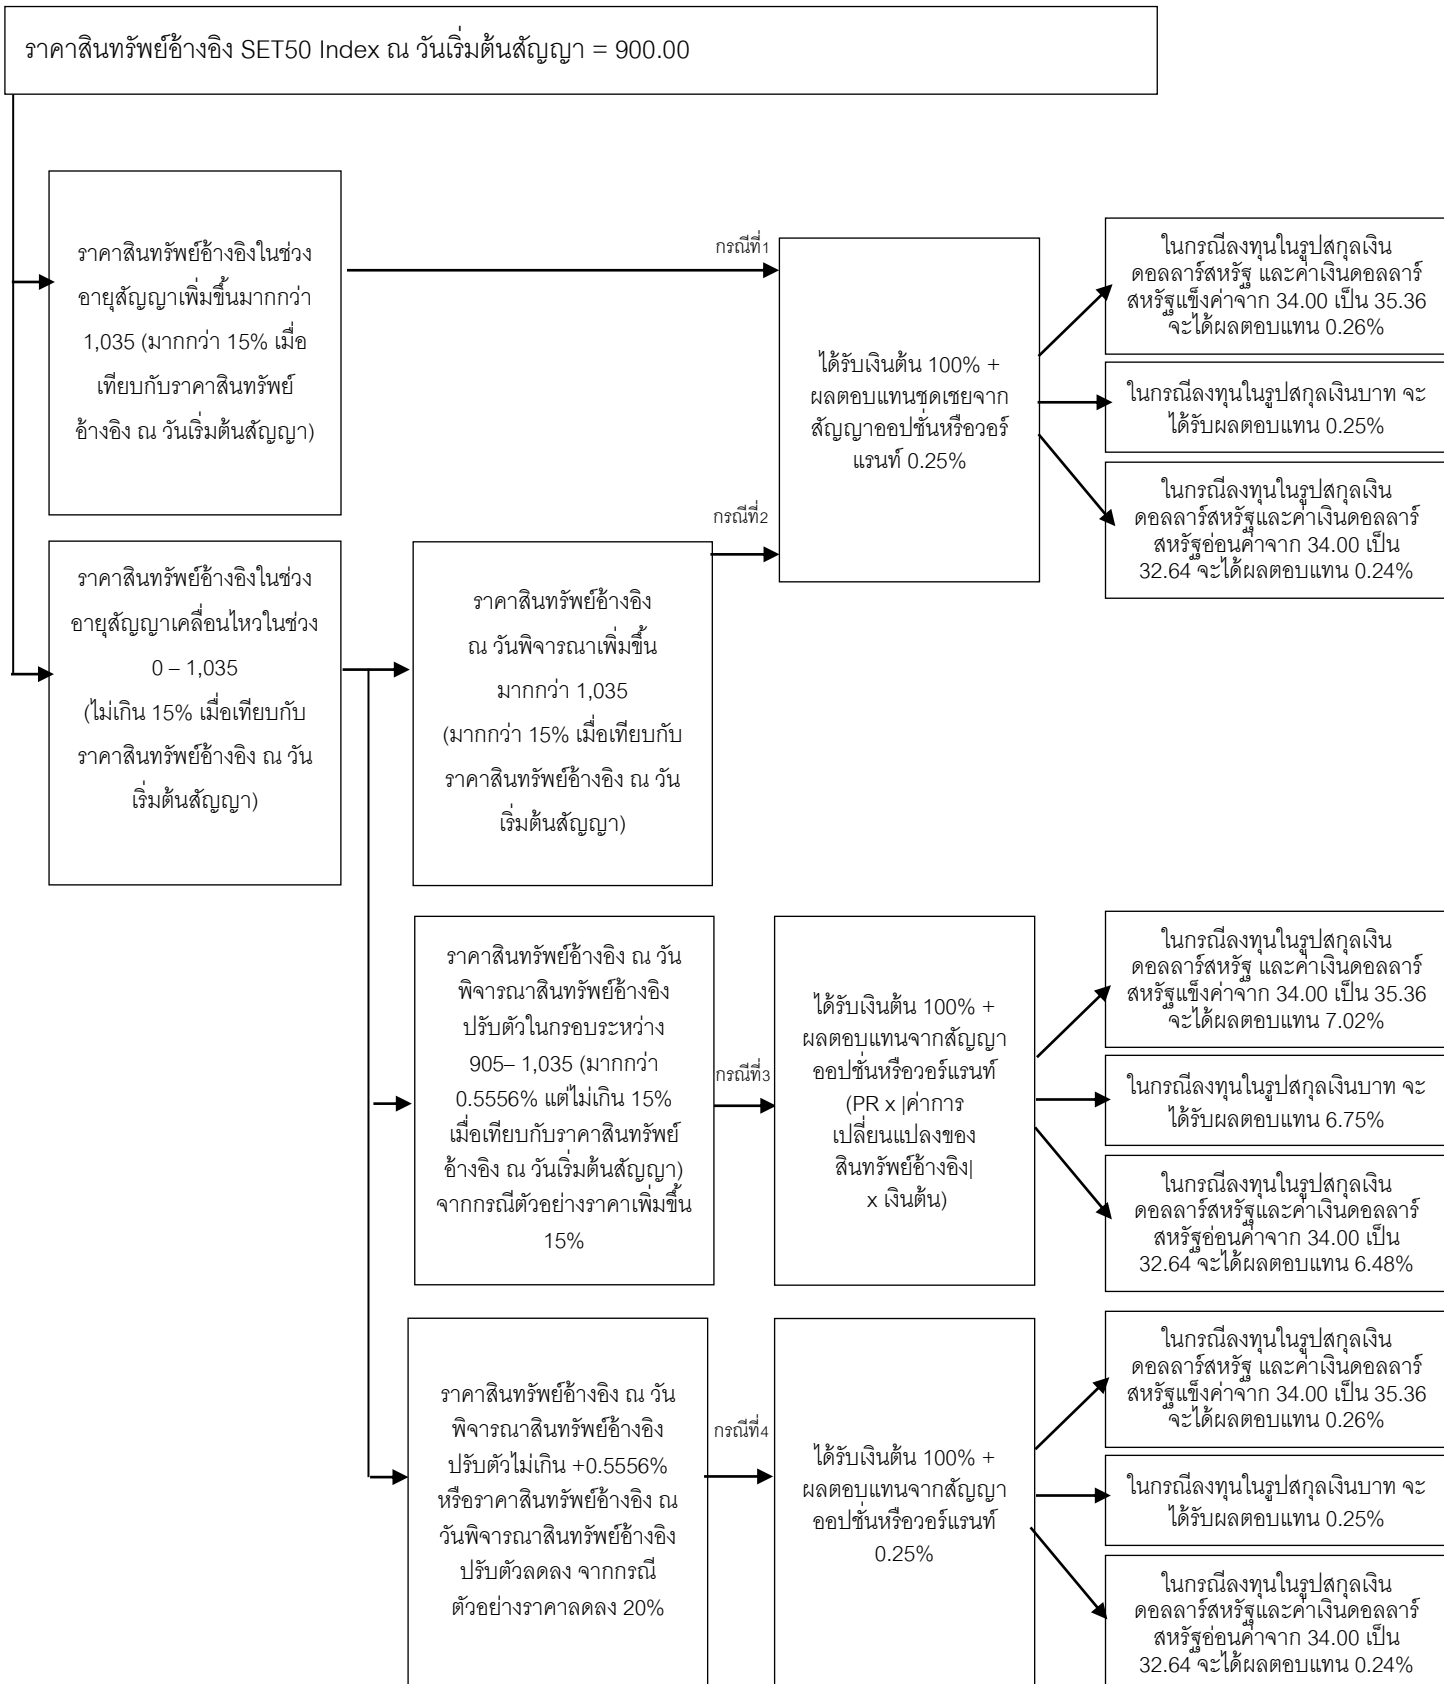 ราคาสินทรัพย์อ้างอิง SET50 Index ณ วันเริ่มต้นสัญญา = 900.00
ราคาสินทรัพย์อ้างอิงในช่วง
อายุสัญญาเพิ่มขึ้นมากกว่า
1,035 (มากกว่า 15% เมื่อ
เทียบกับราคาสินทรัพย์
อ้างอิง ณ วันเริ่มต้นสัญญา)
กรณีที่1
ได้รับเงินต้น 100% +
ผลตอบแทนชดเชยจาก
สัญญาออปชั่นหรือวอร์
แรนท์ 0.25%
ในกรณีลงทุนในรูปสกุลเงิน
ดอลลาร์สหรัฐ และค่าเงินดอลลาร์
สหรัฐแข็งค่าจาก 34.00 เป็น 35.36
จะได้ผลตอบแทน 0.26%
ในกรณีลงทุนในรูปสกุลเงินบาท จะ
ได้รับผลตอบแทน 0.25%
ในกรณีลงทุนในรูปสกุลเงิน
ดอลลาร์สหรัฐและค่าเงินดอลลาร์
สหรัฐอ่อนค่าจาก 34.00 เป็น
32.64 จะได้ผลตอบแทน 0.24%
ราคาสินทรัพย์อ้างอิงในช่วง
อายุสัญญาเคลื่อนไหวในช่วง
0 – 1,035
(ไม่เกิน 15% เมื่อเทียบกับ
ราคาสินทรัพย์อ้างอิง ณ วัน
เริ่มต้นสัญญา)
กรณีที่2
ราคาสินทรัพย์อ้างอิง
ณ วันพิจารณาเพิ่มขึ้น
มากกว่า 1,035
(มากกว่า 15% เมื่อเทียบกับ
ราคาสินทรัพย์อ้างอิง ณ วัน
เริ่มต้นสัญญา)
ราคาสินทรัพย์อ้างอิง ณ วัน
พิจารณาสินทรัพย์อ้างอิง
ปรับตัวในกรอบระหว่าง
905– 1,035 (มากกว่า
0.5556% แต่ไม่เกิน 15%
เมื่อเทียบกับราคาสินทรัพย์
อ้างอิง ณ วันเริ่มต้นสัญญา)
จากกรณีตัวอย่างราคาเพิ่มขึ้น
15%
กรณีที่3
ได้รับเงินต้น 100% +
ผลตอบแทนจากสัญญา
ออปชั่นหรือวอร์แรนท์
(PR x |ค่าการ
เปลี่ยนแปลงของ
สินทรัพย์อ้างอิง|
x เงินต้น)
ในกรณีลงทุนในรูปสกุลเงิน
ดอลลาร์สหรัฐ และค่าเงินดอลลาร์
สหรัฐแข็งค่าจาก 34.00 เป็น 35.36
จะได้ผลตอบแทน 7.02%
ในกรณีลงทุนในรูปสกุลเงินบาท จะ
ได้รับผลตอบแทน 6.75%
ในกรณีลงทุนในรูปสกุลเงิน
ดอลลาร์สหรัฐและค่าเงินดอลลาร์
สหรัฐอ่อนค่าจาก 34.00 เป็น
32.64 จะได้ผลตอบแทน 6.48%
ราคาสินทรัพย์อ้างอิง ณ วัน
พิจารณาสินทรัพย์อ้างอิง
ปรับตัวไม่เกิน +0.5556%
หรือราคาสินทรัพย์อ้างอิง ณ
วันพิจารณาสินทรัพย์อ้างอิง
ปรับตัวลดลง จากกรณี
ตัวอย่างราคาลดลง 20%
กรณีที่4
ได้รับเงินต้น 100% +
ผลตอบแทนจากสัญญา
ออปชั่นหรือวอร์แรนท์
0.25%
ในกรณีลงทุนในรูปสกุลเงิน
ดอลลาร์สหรัฐ และค่าเงินดอลลาร์
สหรัฐแข็งค่าจาก 34.00 เป็น 35.36
จะได้ผลตอบแทน 0.26%
ในกรณีลงทุนในรูปสกุลเงินบาท จะ
ได้รับผลตอบแทน 0.25%
ในกรณีลงทุนในรูปสกุลเงิน
ดอลลาร์สหรัฐและค่าเงินดอลลาร์
สหรัฐอ่อนค่าจาก 34.00 เป็น
32.64 จะได้ผลตอบแทน 0.24%